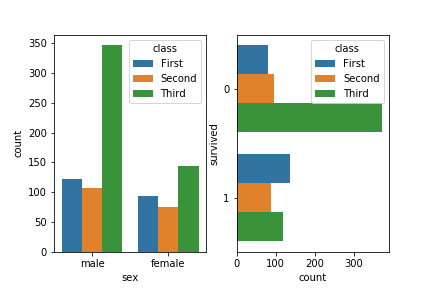 350
300
250
200
150
100
50
0
count
male female
sex
class
First
Second
Third
0
1
survived
0 100 200 300
count
class
First
Second
Third